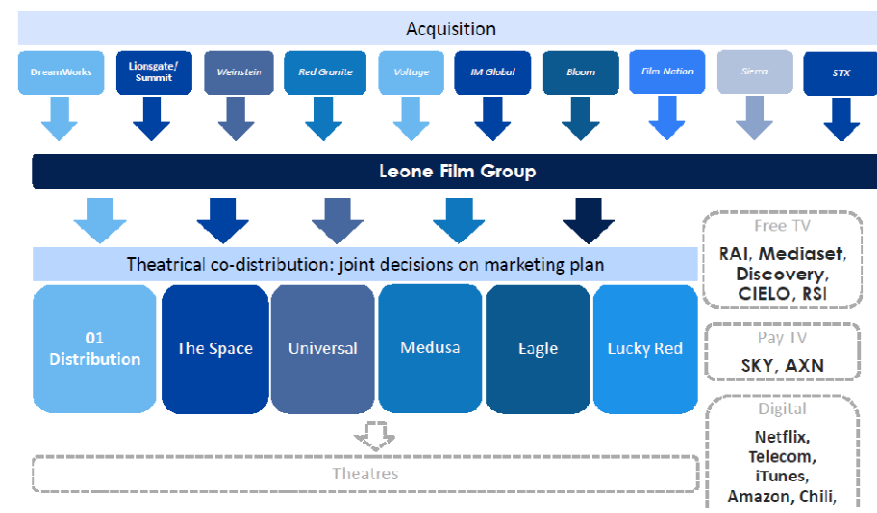 Acquisition
DreamWorks
Lionsgate/
Summit
Weinstein
Red Granite
Voltage
IM Global
Bloom
Film Nation
Sierra
STX
Leone Film Group
Theatrical co-distribution: joint decisions on marketing plan
01
Distribution
The Space
Universal
Medusa
Eagle
Lucky Red
Theatres
Free TV
RAI, Mediaset,
Discovery,
CIELO, RSI
Pay TV
SKY, AXN
Digital
Netflix,
Telecom,
iTunes,
Amazon, Chili,